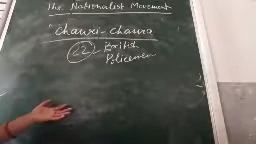 The Nationalist Movement
"Chauri-Chaura
22 - British
Policemen